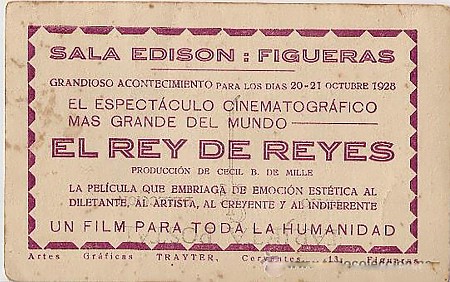 SALA EDISON : FIGUERAS
GRANDIOSO ACONTECIMIENTO PARA LOS DIAS 20-21 OCTUBRE 1928
EL ESPECTÁCULO CINEMATOGRÁFICO
MAS GRANDE DEL MUNDO
EL REY DE REYES
PRODUCCIÓN DE CECIL B. DE MILLE
LA PELÍCULA QUE EMBRIAGA DE EMOCIÓN ESTÉTICA AL
DILETANTE, AL ARTISTA, AL CREYENTE Y AL INDIFERENTE
UN FILM PARA TODA LA HUMANIDAD
Artes Gráficas TRAYTER, Cervantes, 13, Figueras